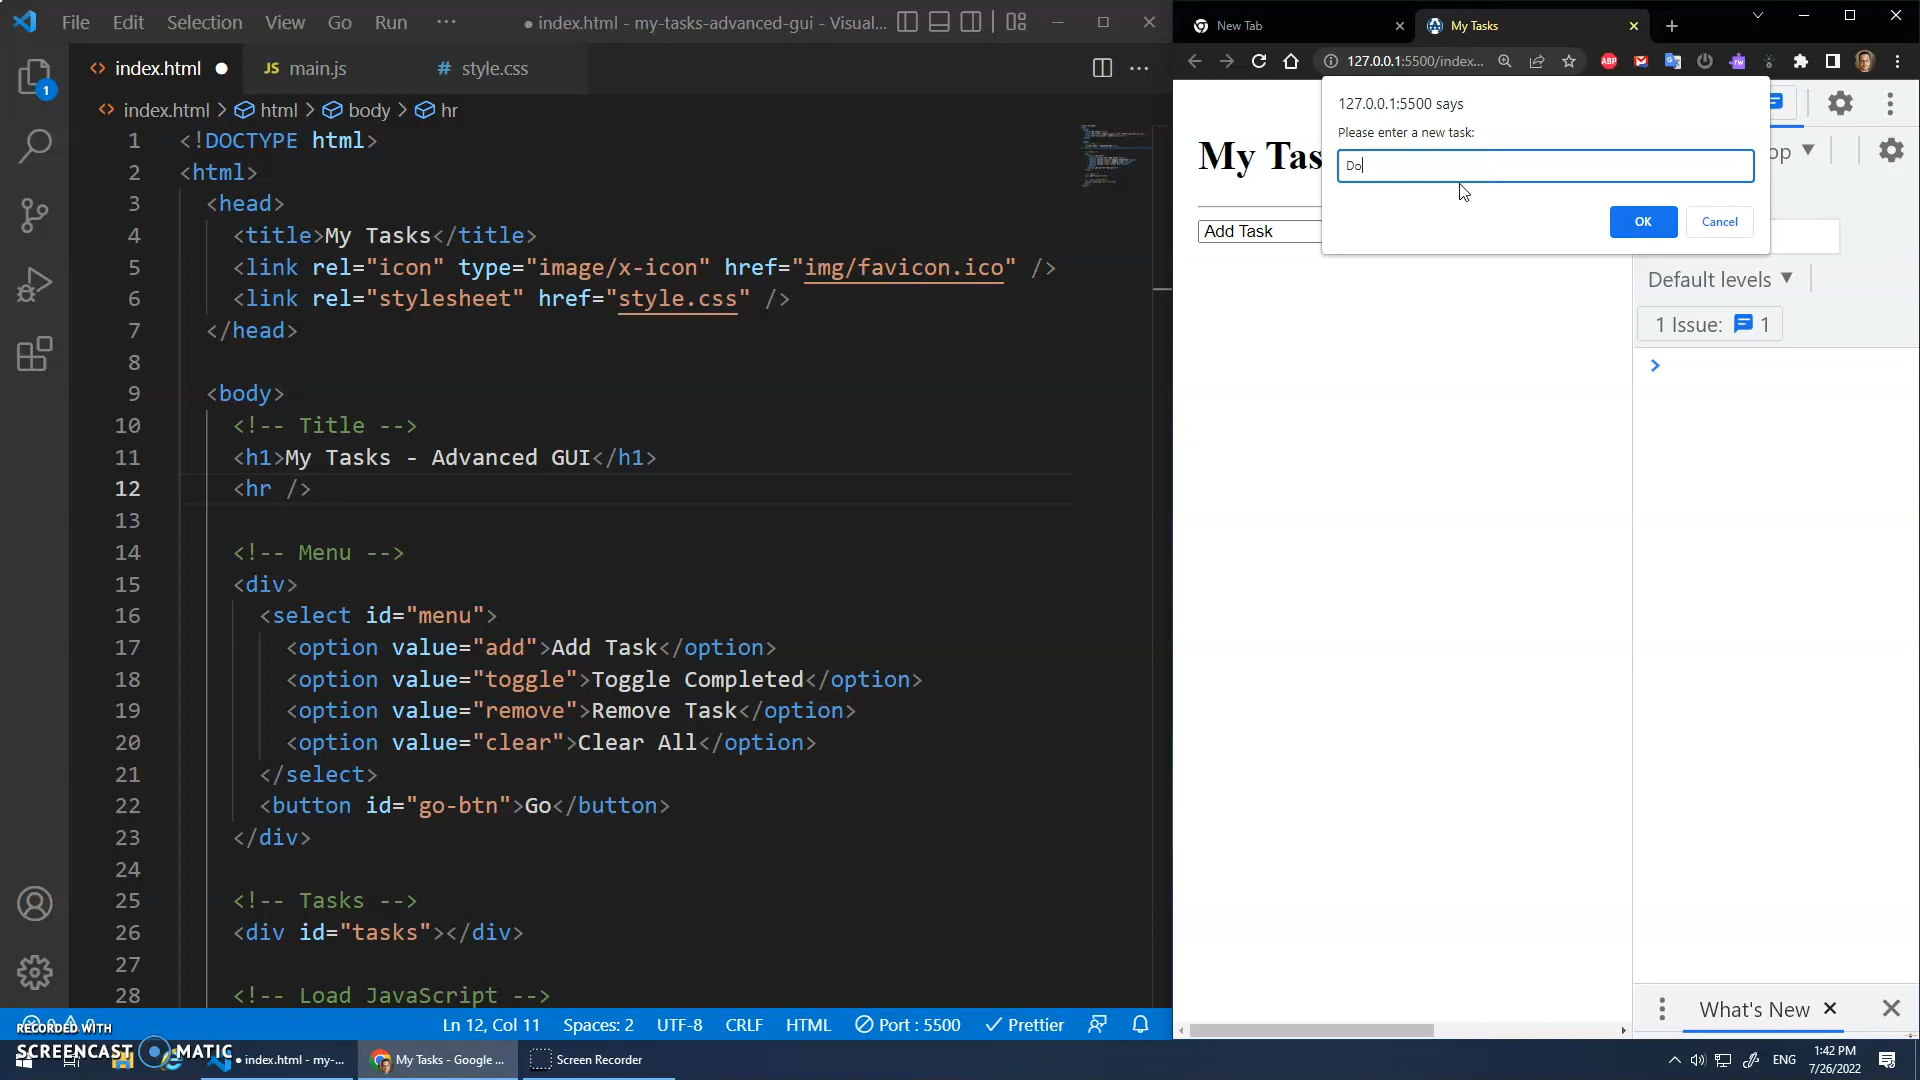 File Edit Selection View Go Run ··· ● index.html - my-tasks-advanced-gui - Visual...
<> index.html ● JS main.js # style.css
<> index.html > html > body > hr
1 <!DOCTYPE html>
2 <html>
3 <head>
4 <title>My Tasks</title>
5 <link rel="icon" type="image/x-icon" href="img/favicon.ico" />
6 <link rel="stylesheet" href="style.css" />
7 </head>
8
9 <body>
10 <!-- Title -->
11 <h1>My Tasks - Advanced GUI</h1>
12 <hr />
13
14 <!-- Menu -->
15 <div>
16 <select id="menu">
17 <option value="add">Add Task</option>
18 <option value="toggle">Toggle Completed</option>
19 <option value="remove">Remove Task</option>
20 <option value="clear">Clear All</option>
21 </select>
22 <button id="go-btn">Go</button>
23 </div>
24
25 <!-- Tasks -->
26 <div id="tasks"></div>
27
28 <!-- Load JavaScript -->
1
Ln 12, Col 11 Spaces: 2 UTF-8 CRLF HTML Port : 5500 Prettier
New Tab My Tasks
127.0.0.1:5500/index... ABP
127.0.0.1:5500 says
Please enter a new task:
Do
OK Cancel
My Tas
Add Task
op
Default levels
1 Issue: 1
>
What's New
RECORDED WITH
SCREENCAST MATIC
● index.html - my-... My Tasks - Google ... Screen Recorder
ENG 1:42 PM
7/26/2022